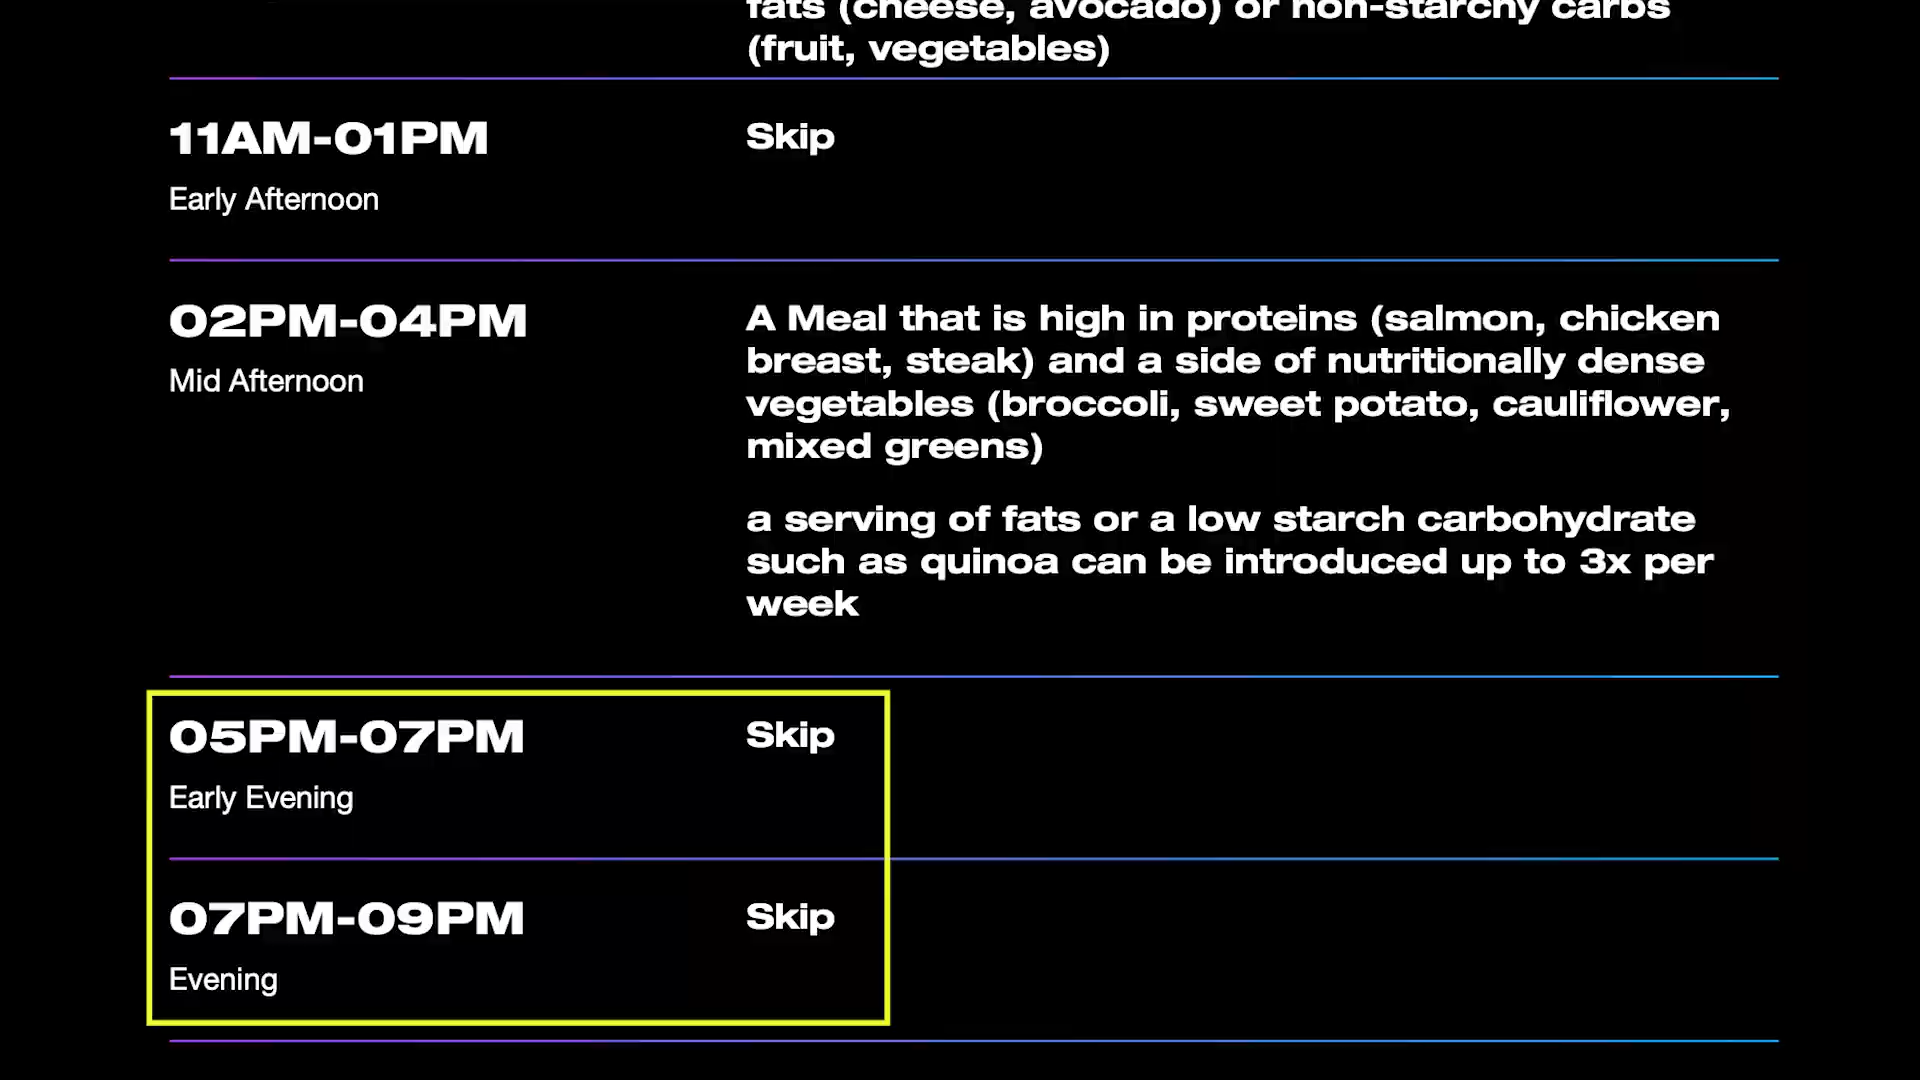 fats (cheese, avocado) or non-starchy carbs
(fruit, vegetables)
11AM-01PM
Skip
Early Afternoon
02PM-04PM
A Meal that is high in proteins (salmon, chicken
breast, steak) and a side of nutritionally dense
vegetables (broccoli, sweet potato, cauliflower,
mixed greens)
Mid Afternoon
a serving of fats or a low starch carbohydrate
such as quinoa can be introduced up to 3x per
week
05PM-07PM
Skip
Early Evening
07PM-09PM
Skip
Evening